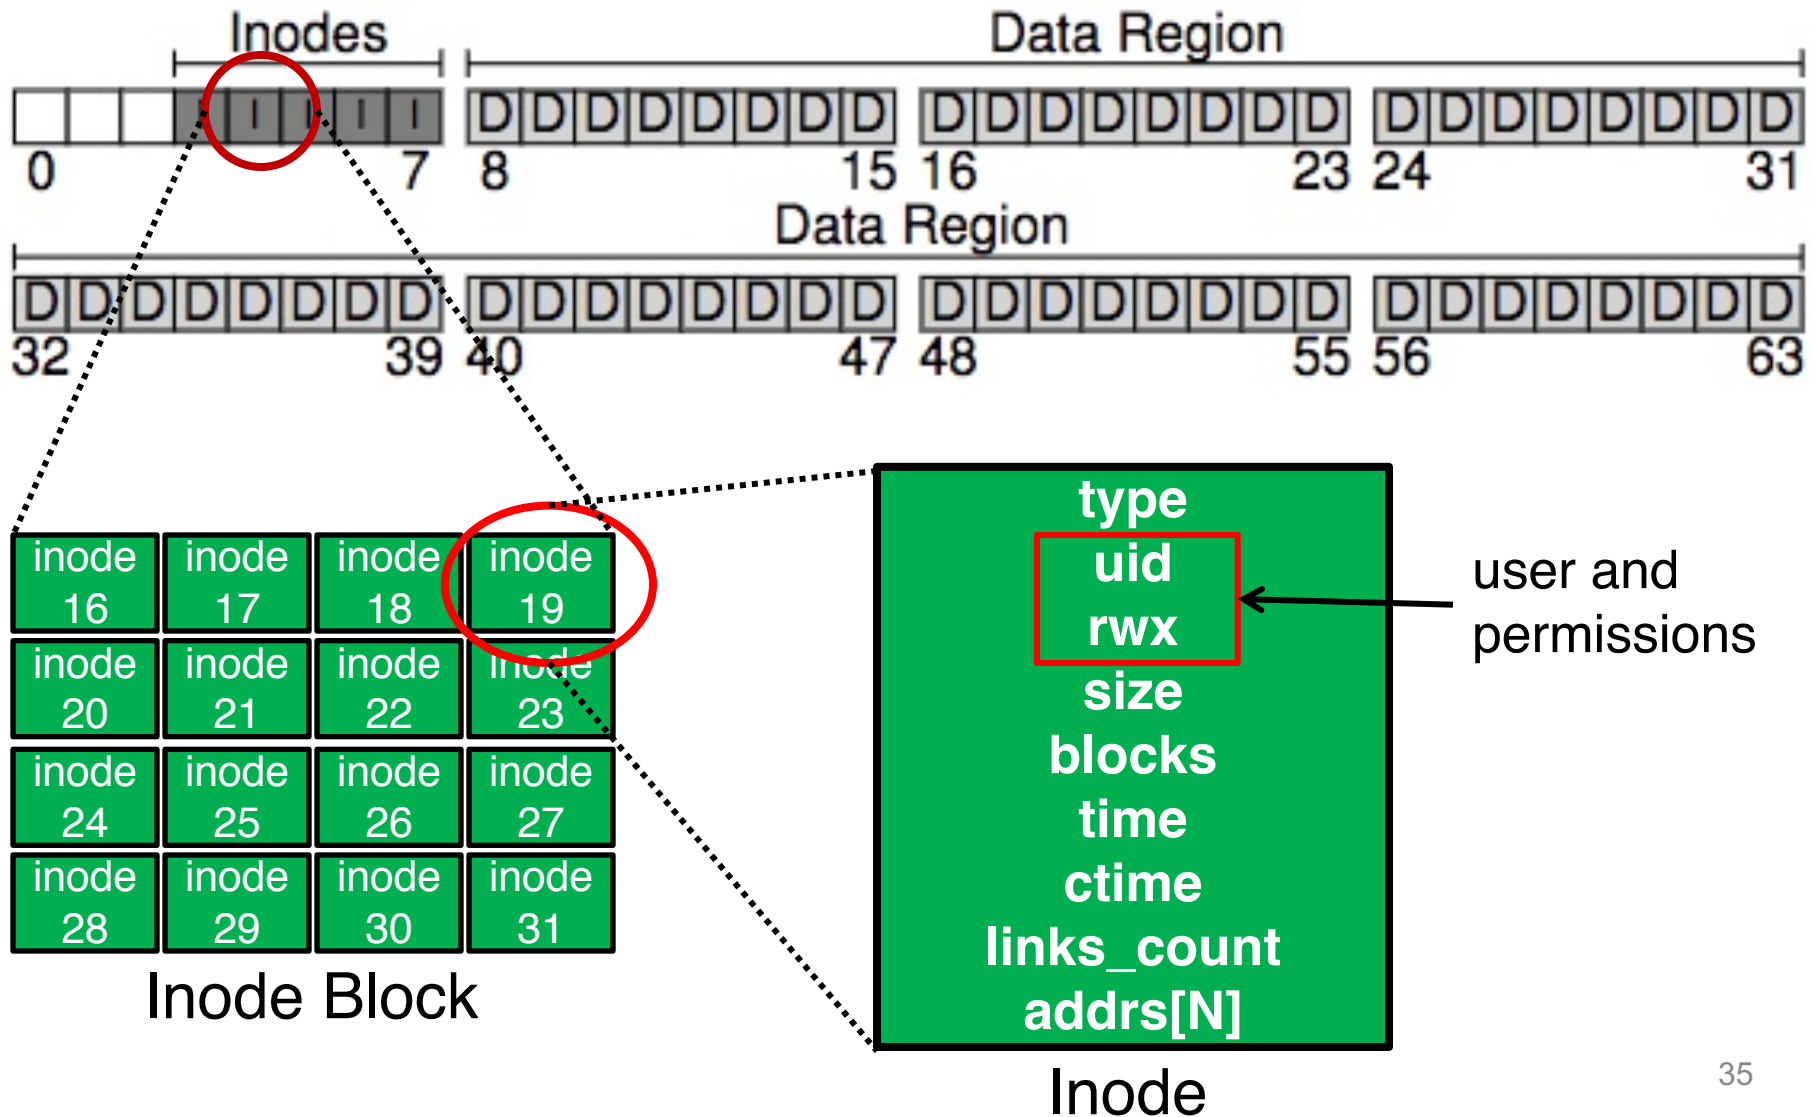 Inodes
Data Region
I I I I I D D D D D D D D D D D D D D D D D D D D D D D D
0 7 8 15 16 23 24 31
Data Region
D D D D D D D D D D D D D D D D D D D D D D D D D D D D D D D D
32 39 40 47 48 55 56 63
inode 16
inode 17
inode 18
inode 19
inode 20
inode 21
inode 22
inode 23
inode 24
inode 25
inode 26
inode 27
inode 28
inode 29
inode 30
inode 31
Inode Block
type
uid
rwx
size
blocks
time
ctime
links_count
addrs[N]
Inode
user and
permissions
35